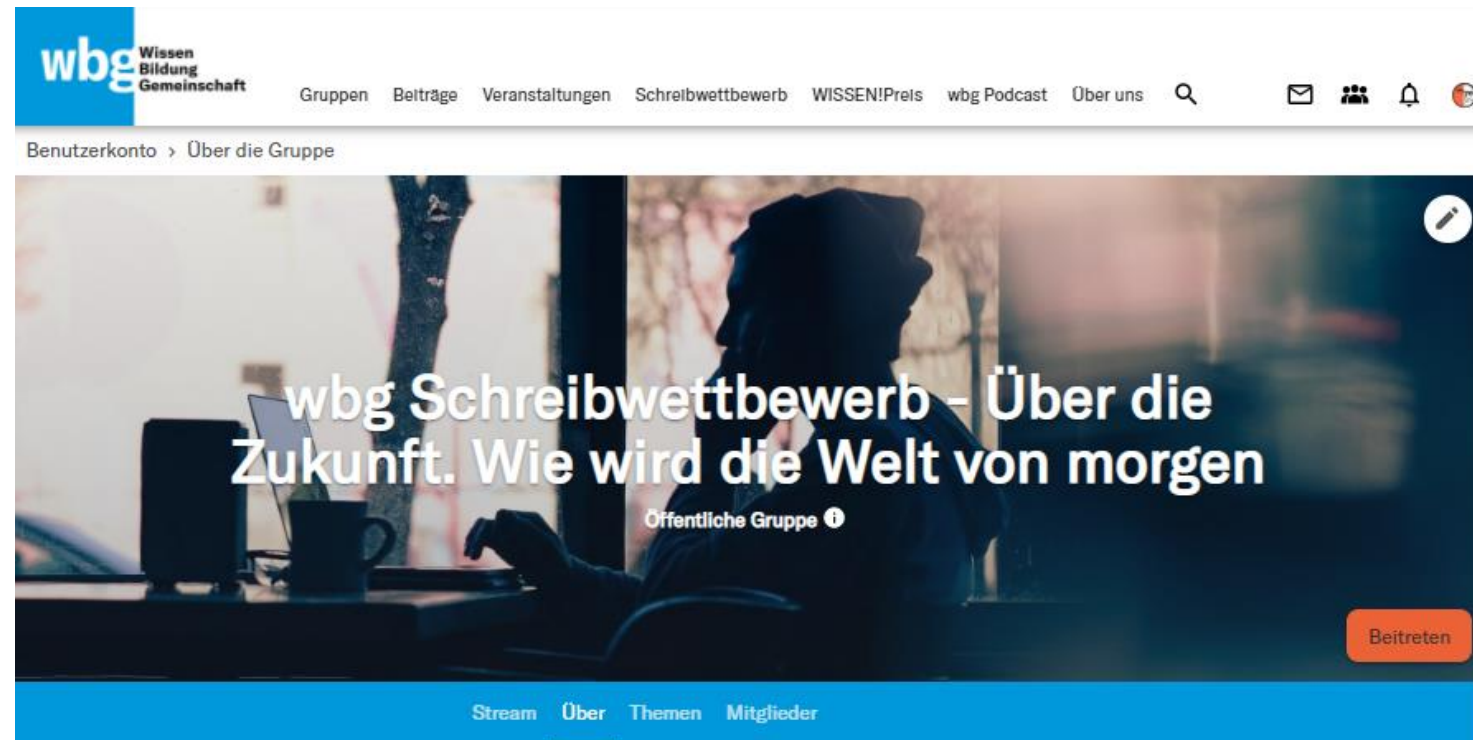 wbg
Wissen
Bildung
Gemeinschaft
Gruppen Beiträge Veranstaltungen Schreibwettbewerb WISSEN!Preis wbg Podcast Über uns
Benutzerkonto › Über die Gruppe
wbg Schreibwettbewerb - Über die
Zukunft. Wie wird die Welt von morgen
Öffentliche Gruppe
Beitreten
Stream Über Themen Mitglieder